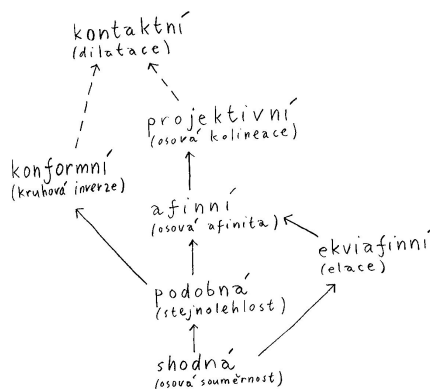 kontaktní
(dilatace)
projektivní
(osová kolineace)
konformní
(kruhová inverze)
afinní
(osová afinita)
ekviafinní
(elace)
podobná
(stejnolehlost)
shodná
(osová souměrnost)